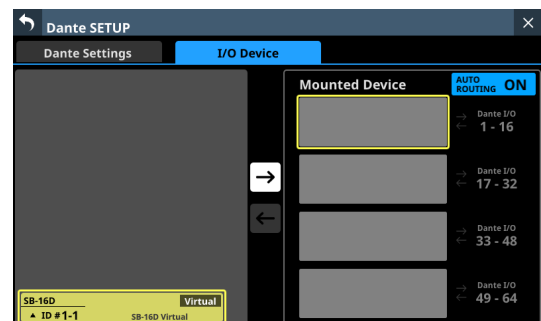 Dante SETUP
Dante Settings
I/O Device
Mounted Device
AUTO
ROUTING ON
Dante I/O
1 - 16
Dante I/O
17 - 32
Dante I/O
33 - 48
Dante I/O
49 - 64
SB-16D
Virtual
ID # 1-1
SB-16D Virtual